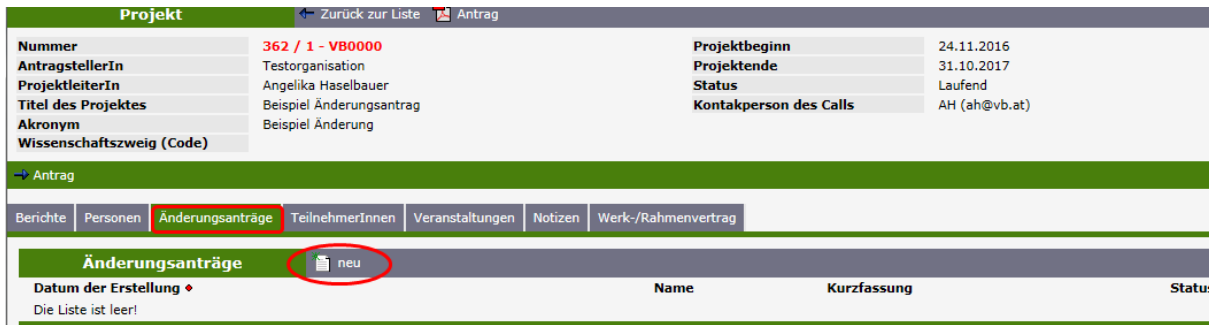 Projekt Zurück zur Liste Antrag
Nummer 362 / 1 - VB0000 Projektbeginn 24.11.2016
AntragstellerIn Testorganisation Projektende 31.10.2017
ProjektleiterIn Angelika Haselbauer Status Laufend
Titel des Projektes Beispiel Änderungsantrag Kontakperson des Calls AH (ah@vb.at)
Akronym Beispiel Änderung
Wissenschaftszweig (Code)
Antrag
Berichte Personen Änderungsanträge TeilnehmerInnen Veranstaltungen Notizen Werk-/Rahmenvertrag
Änderungsanträge neu
Datum der Erstellung Name Kurzfassung Status
Die Liste ist leer!